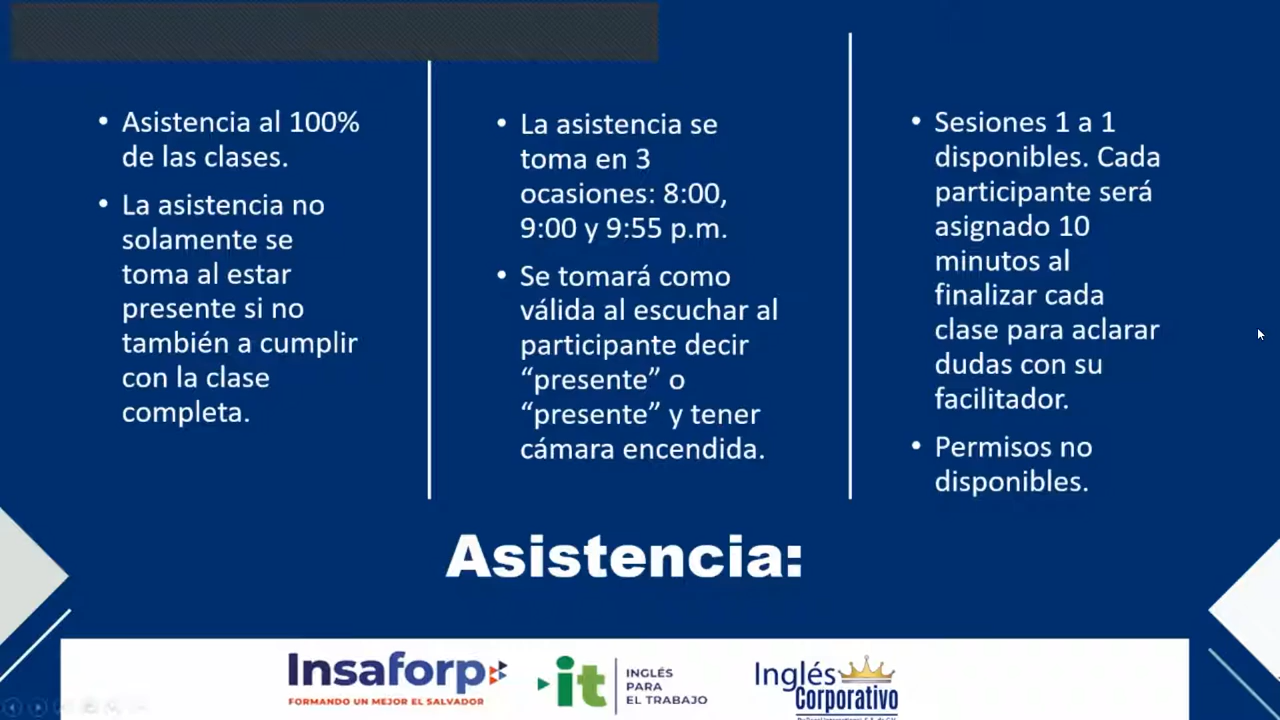 • Asistencia al 100%
de las clases.
• La asistencia no
solamente se
toma al estar
presente si no
también a cumplir
con la clase
completa.
• La asistencia se
toma en 3
ocasiones: 8:00,
9:00 y 9:55 p.m.
• Se tomará como
válida al escuchar al
participante decir
“presente” o
“presente” y tener
cámara encendida.
• Sesiones 1 a 1
disponibles. Cada
participante será
asignado 10
minutos al
finalizar cada
clase para aclarar
dudas con su
facilitador.
• Permisos no
disponibles.
Asistencia:
Insaforp
FORMANDO UN MEJOR EL SALVADOR
it
INGLÉS
PARA
EL TRABAJO
Inglés
Corporativo